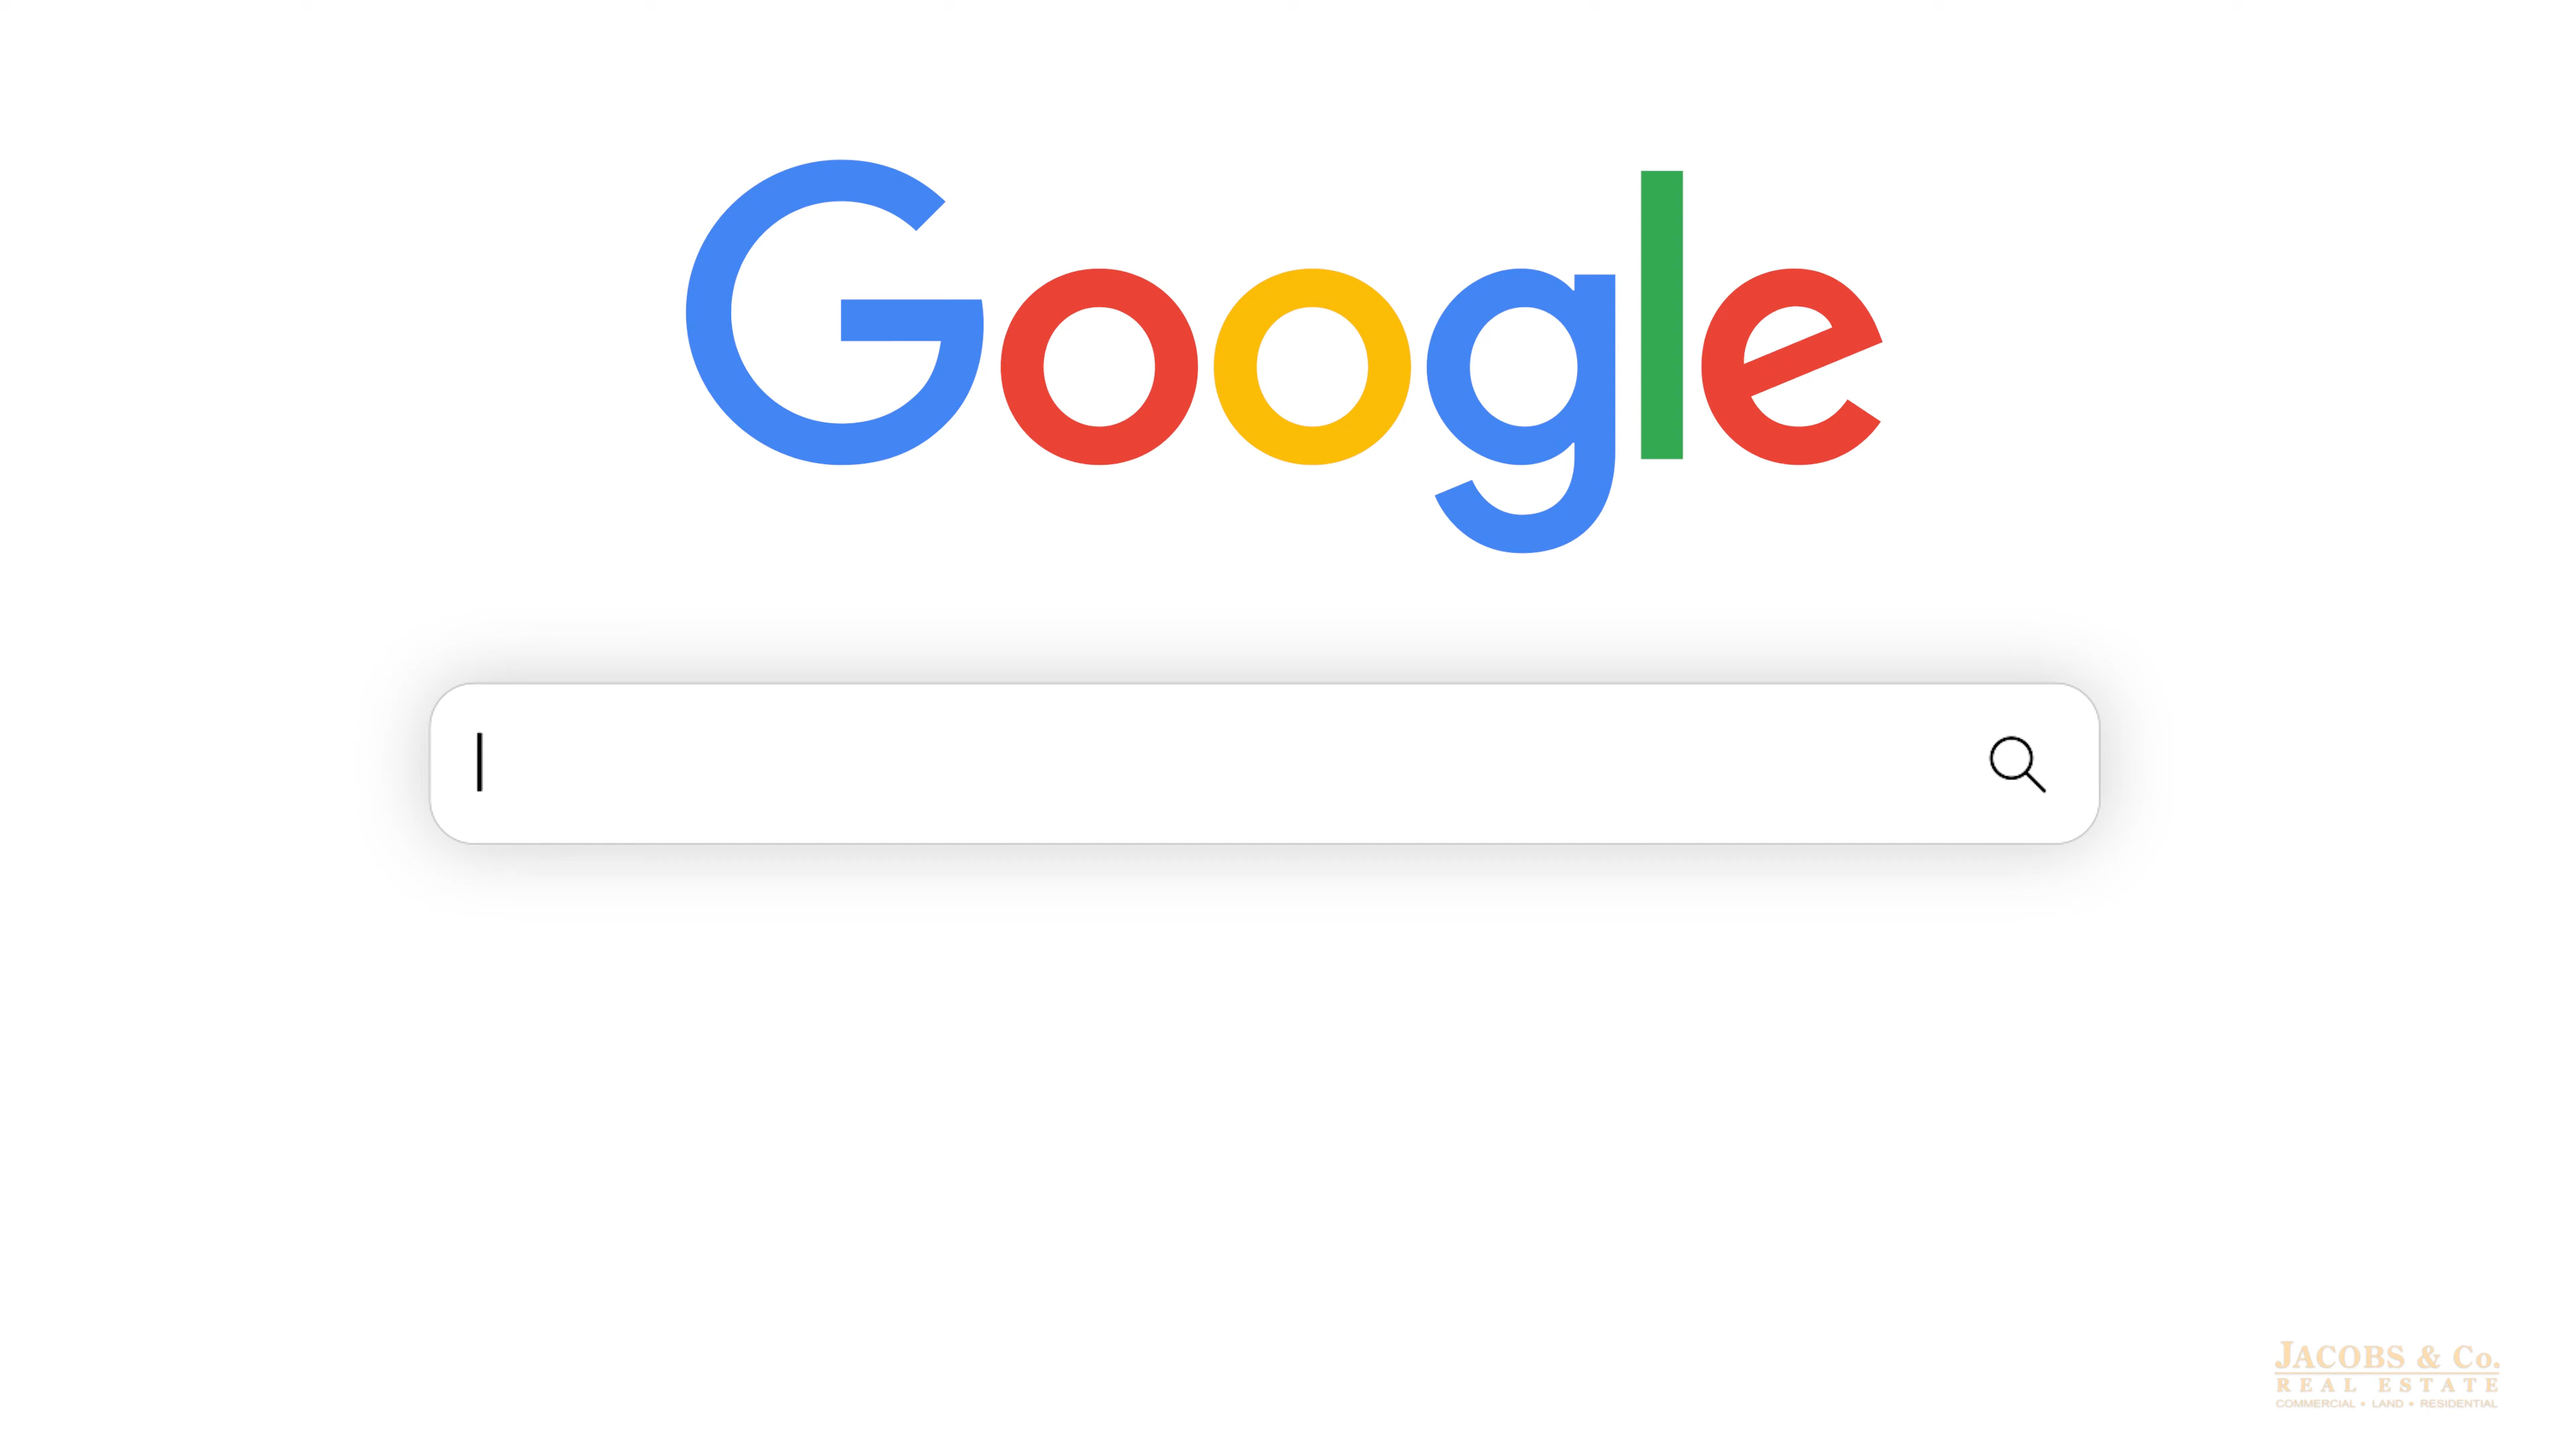 Google
JACOBS & Co.
REAL ESTATE
COMMERCIAL • LAND • RESIDENTIAL